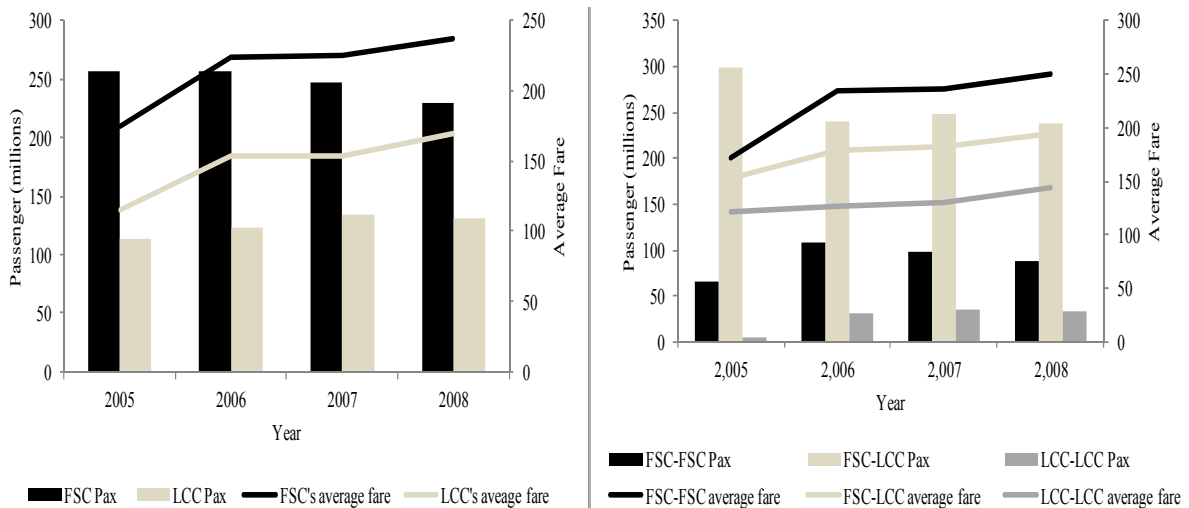 300
250
200
150
100
50
0
Passenger (millions)
250
200
150
100
50
0
Average Fare
2005 2006 2007 2008
Year
FSC Pax LCC Pax FSC's average fare LCC's aveage fare
400
350
300
250
200
150
100
50
0
Passenger (millions)
300
250
200
150
100
50
0
Average Fare
2,005 2,006 2,007 2,008
Year
FSC-FSC Pax FSC-LCC Pax LCC-LCC Pax
FSC-FSC average fare FSC-LCC average fare LCC-LCC average fare